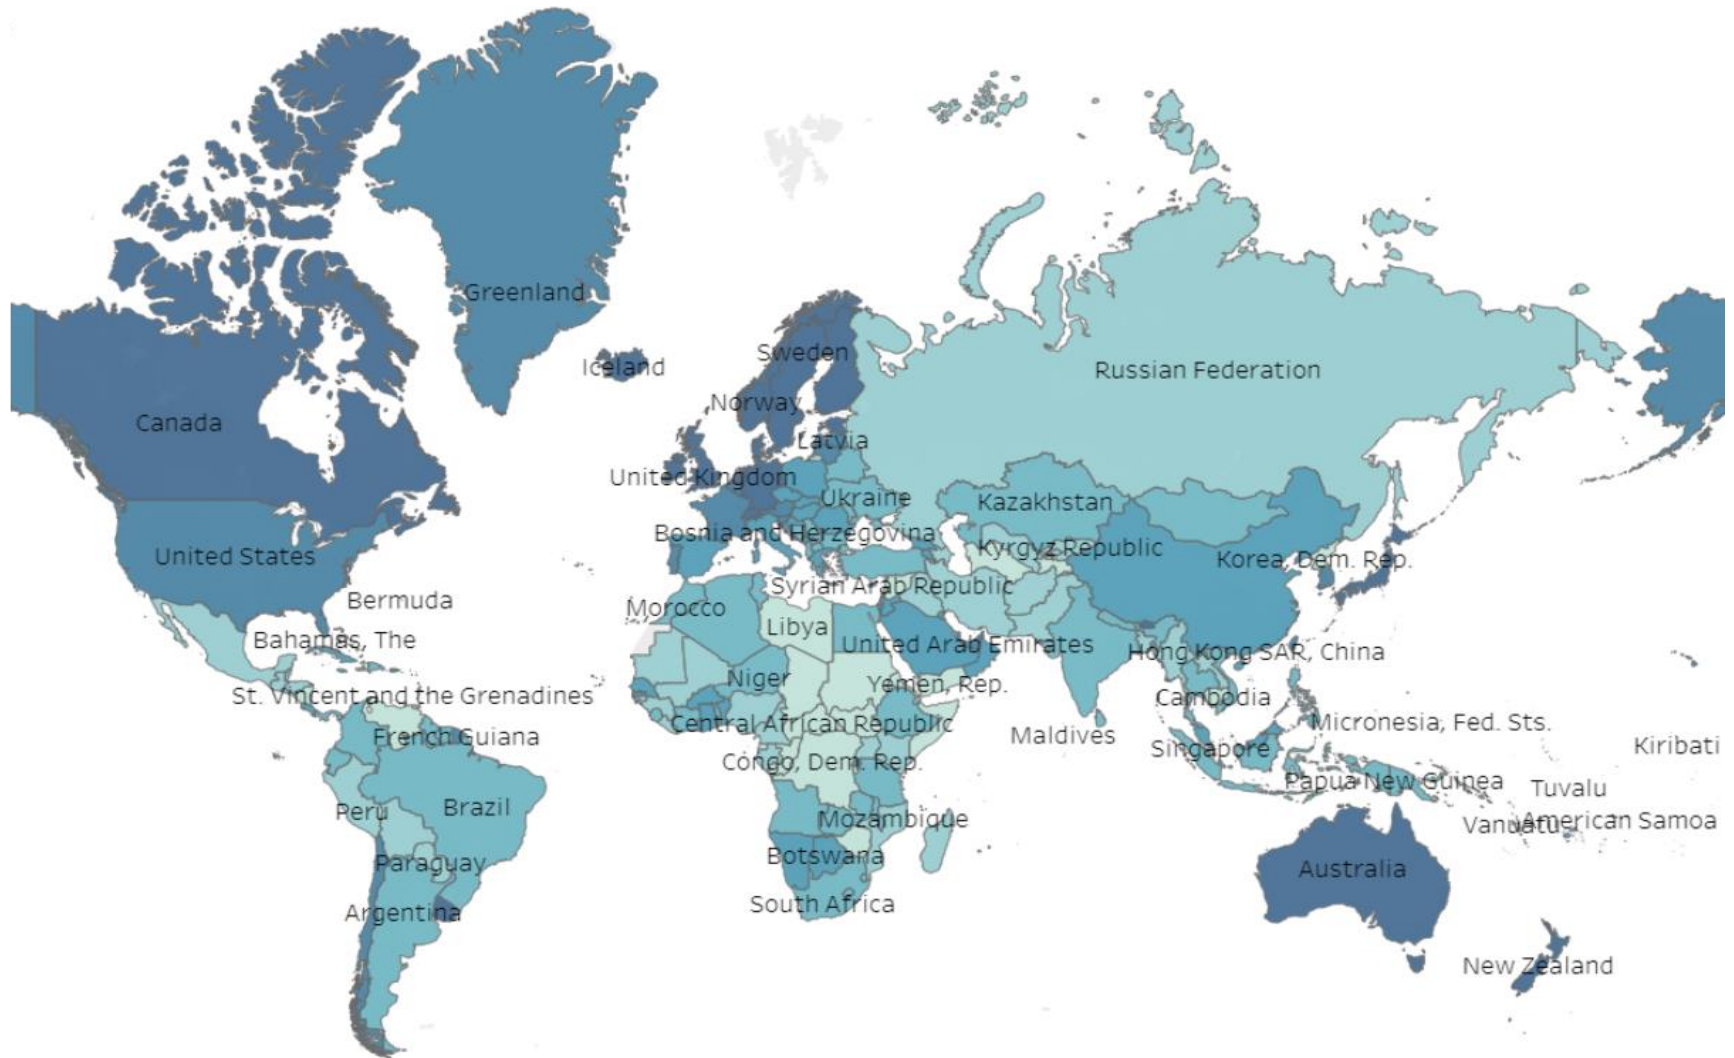 Greenland
Iceland
Sweden
Russian Federation
Norway
Canada
Latvia
United Kingdom
Ukraine
Kazakhstan
Bosnia and Herzegovina
Kyrgyz Republic
United States
Korea, Dem. Rep.
Syrian Arab Republic
Bermuda
Morocco
Libya
Bahamas, The
United Arab Emirates
Hong Kong SAR, China
Niger
Yemen, Rep.
St. Vincent and the Grenadines
Cambodia
Central African Republic
Micronesia, Fed. Sts.
French Guiana
Maldives
Singapore
Kiribati
Congo, Dem. Rep.
Papua New Guinea
Tuvalu
Brazil
Peru
Mozambique
Vanuatu
American Samoa
Botswana
Paraguay
Australia
South Africa
Argentina
New Zealand